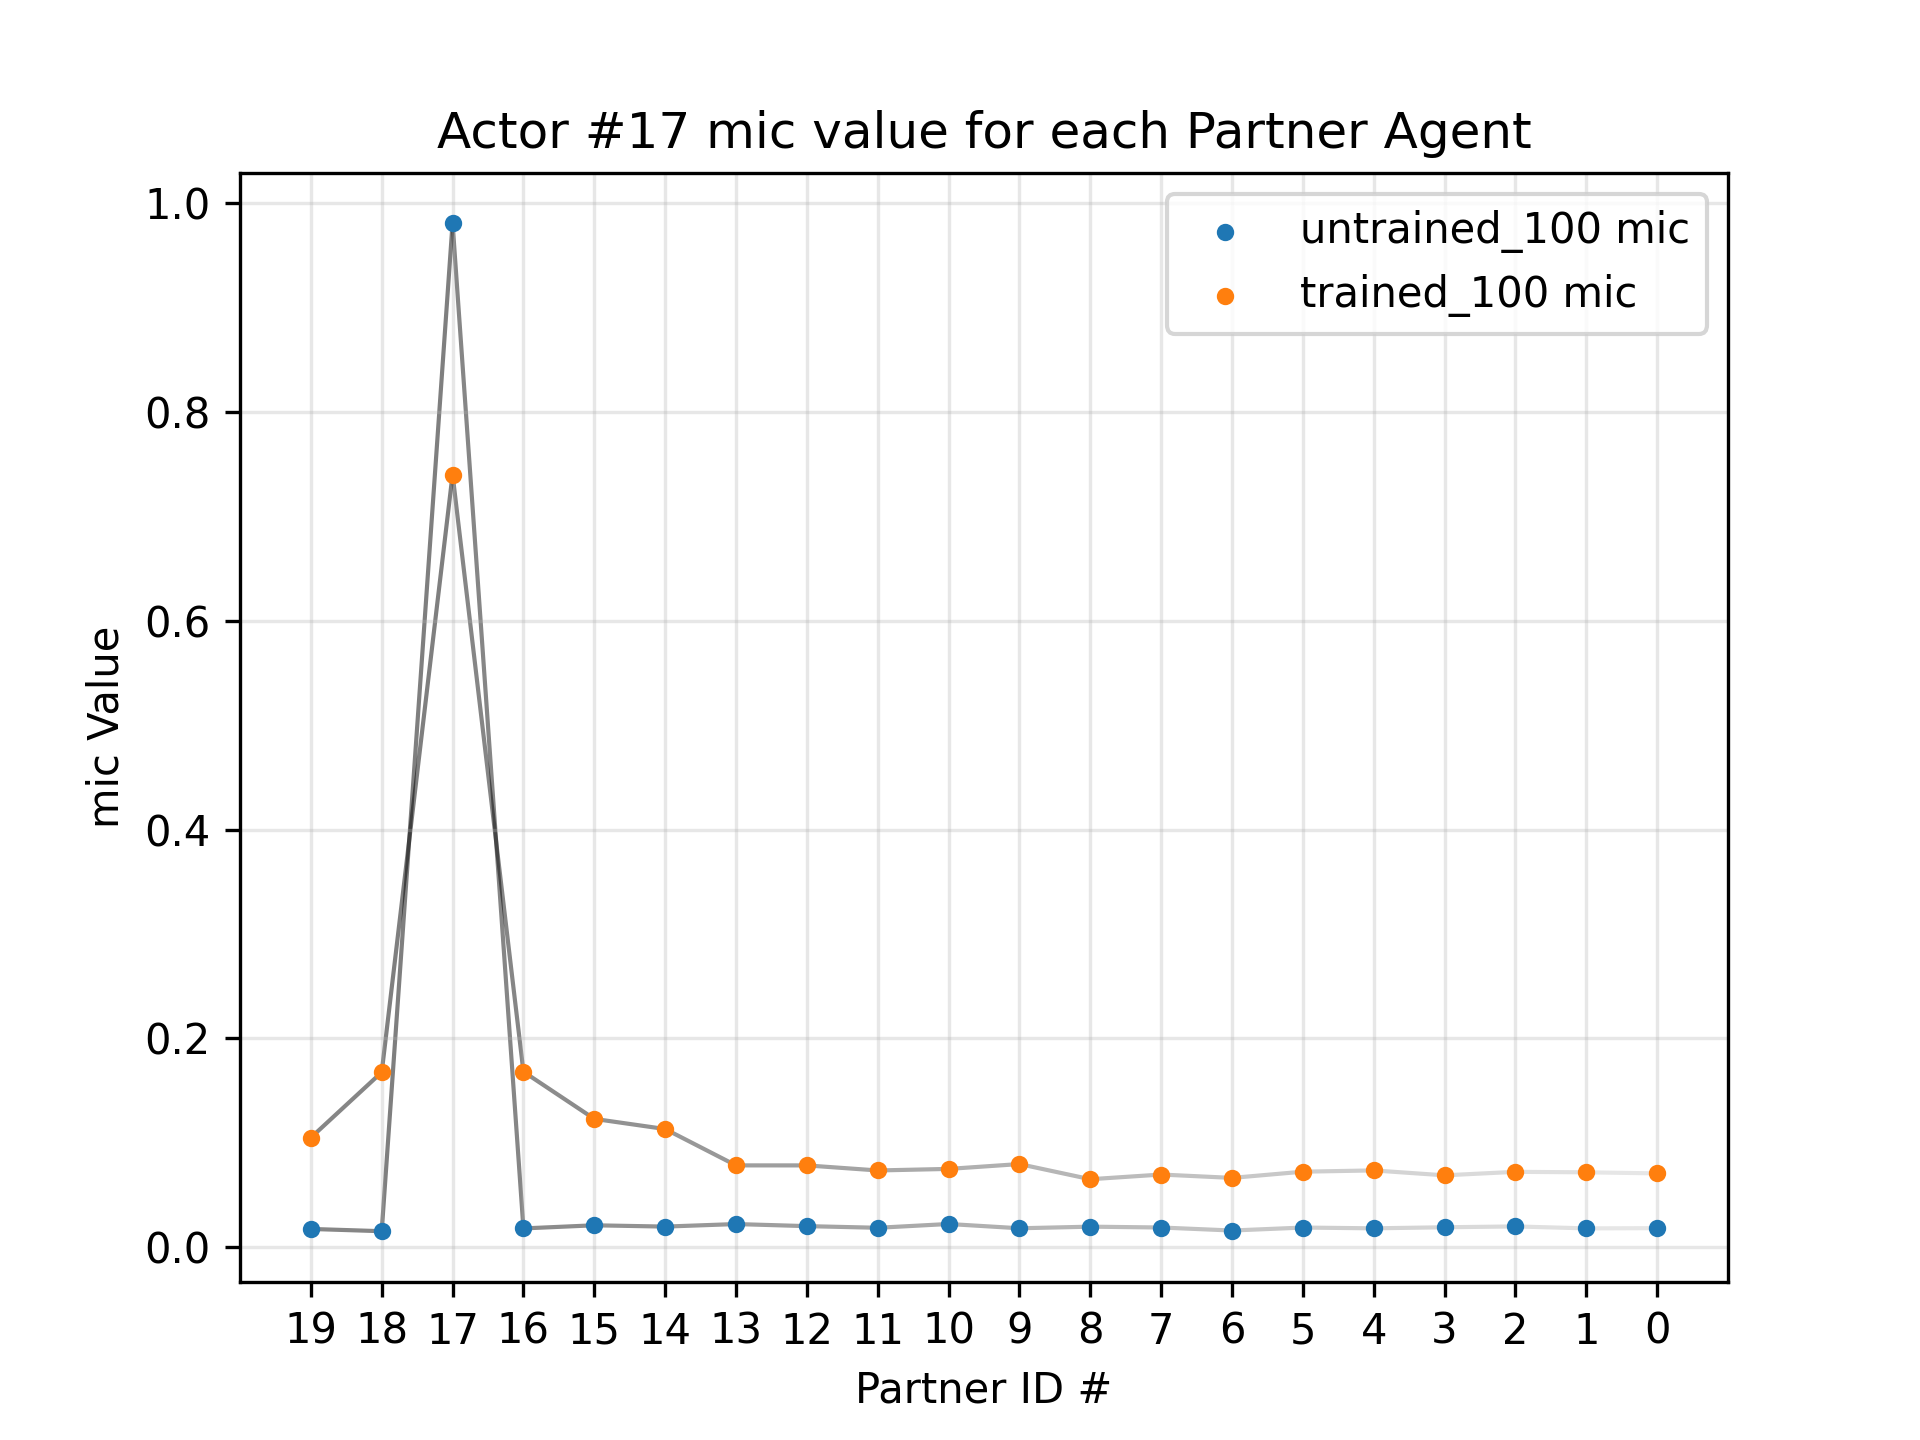 Actor #17 mic value for each Partner Agent
untrained_100 mic
trained_100 mic
1.0
0.8
0.6
0.4
0.2
0.0
mic Value
19 18 17 16 15 14 13 12 11 10 9 8 7 6 5 4 3 2 1 0
Partner ID #